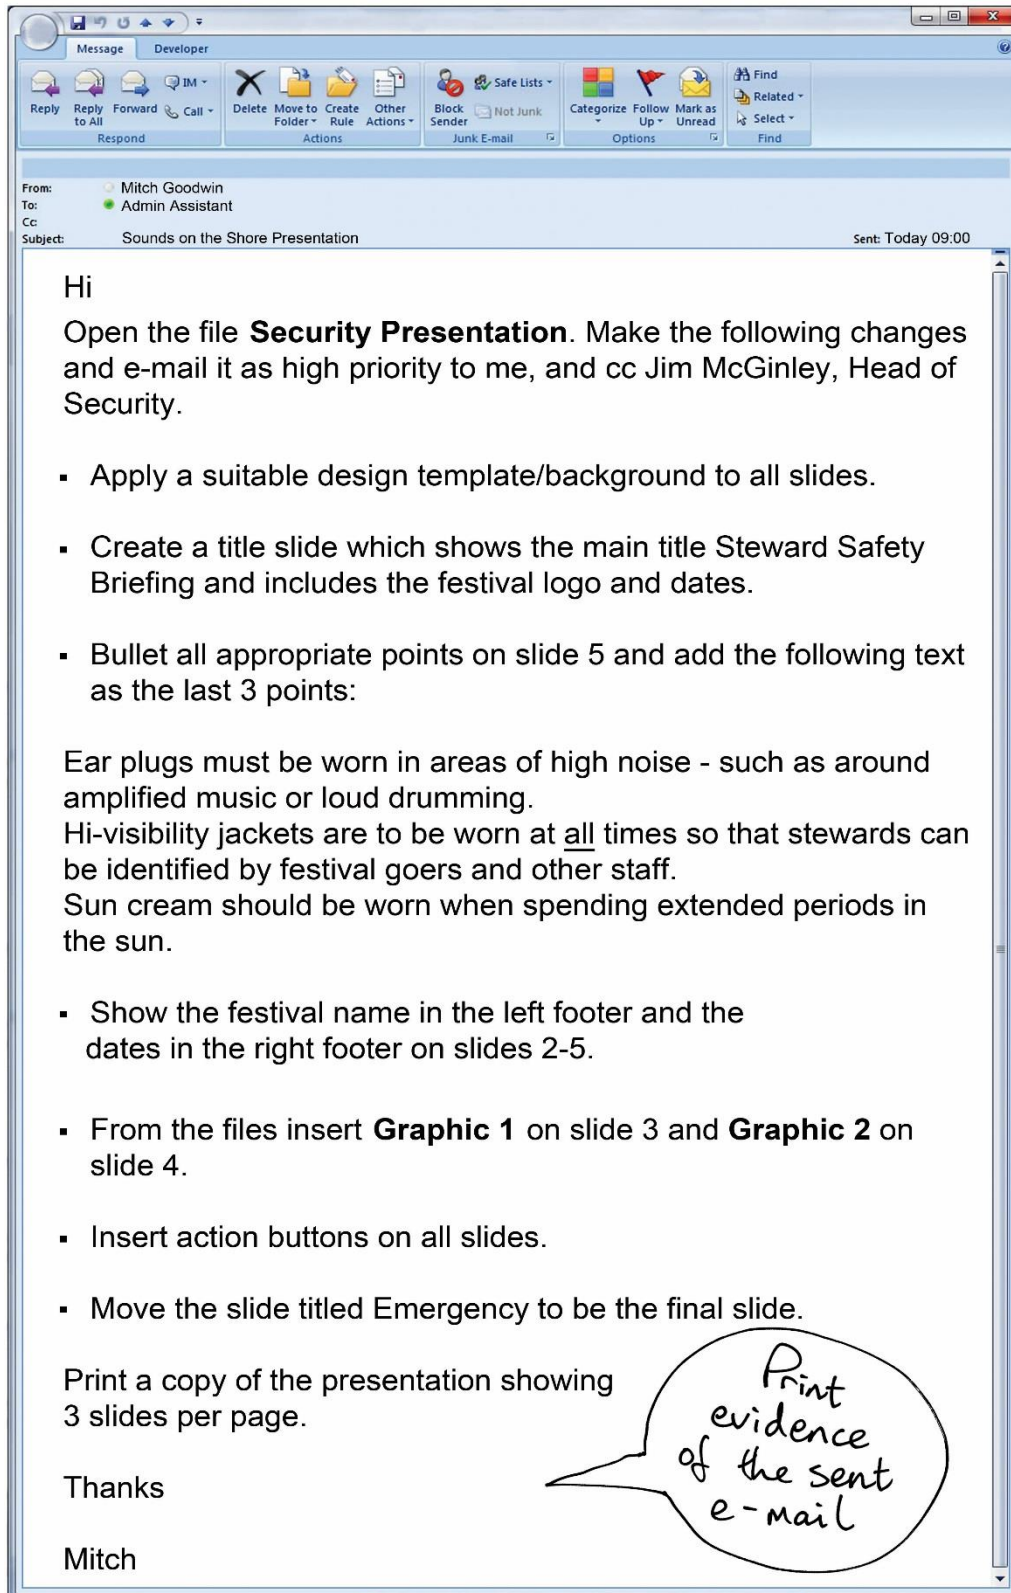 Message Developer
Reply Reply to All Forward IM Call
Respond
Delete Move to Folder Create Rule Other Actions
Actions
Block Sender Safe Lists Not Junk
Junk E-mail
Categorize Follow Up Mark as Unread
Options
Find Related Select
Find
From: Mitch Goodwin
To: Admin Assistant
Cc:
Subject: Sounds on the Shore Presentation Sent: Today 09:00
Hi
Open the file Security Presentation. Make the following changes
and e-mail it as high priority to me, and cc Jim McGinley, Head of
Security.
▪ Apply a suitable design template/background to all slides.
▪ Create a title slide which shows the main title Steward Safety
Briefing and includes the festival logo and dates.
▪ Bullet all appropriate points on slide 5 and add the following text
as the last 3 points:
Ear plugs must be worn in areas of high noise - such as around
amplified music or loud drumming.
Hi-visibility jackets are to be worn at all times so that stewards can
be identified by festival goers and other staff.
Sun cream should be worn when spending extended periods in
the sun.
▪ Show the festival name in the left footer and the
dates in the right footer on slides 2-5.
▪ From the files insert Graphic 1 on slide 3 and Graphic 2 on
slide 4.
▪ Insert action buttons on all slides.
▪ Move the slide titled Emergency to be the final slide.
Print a copy of the presentation showing
3 slides per page.
Thanks
Mitch
Print
evidence
of the sent
e-mail